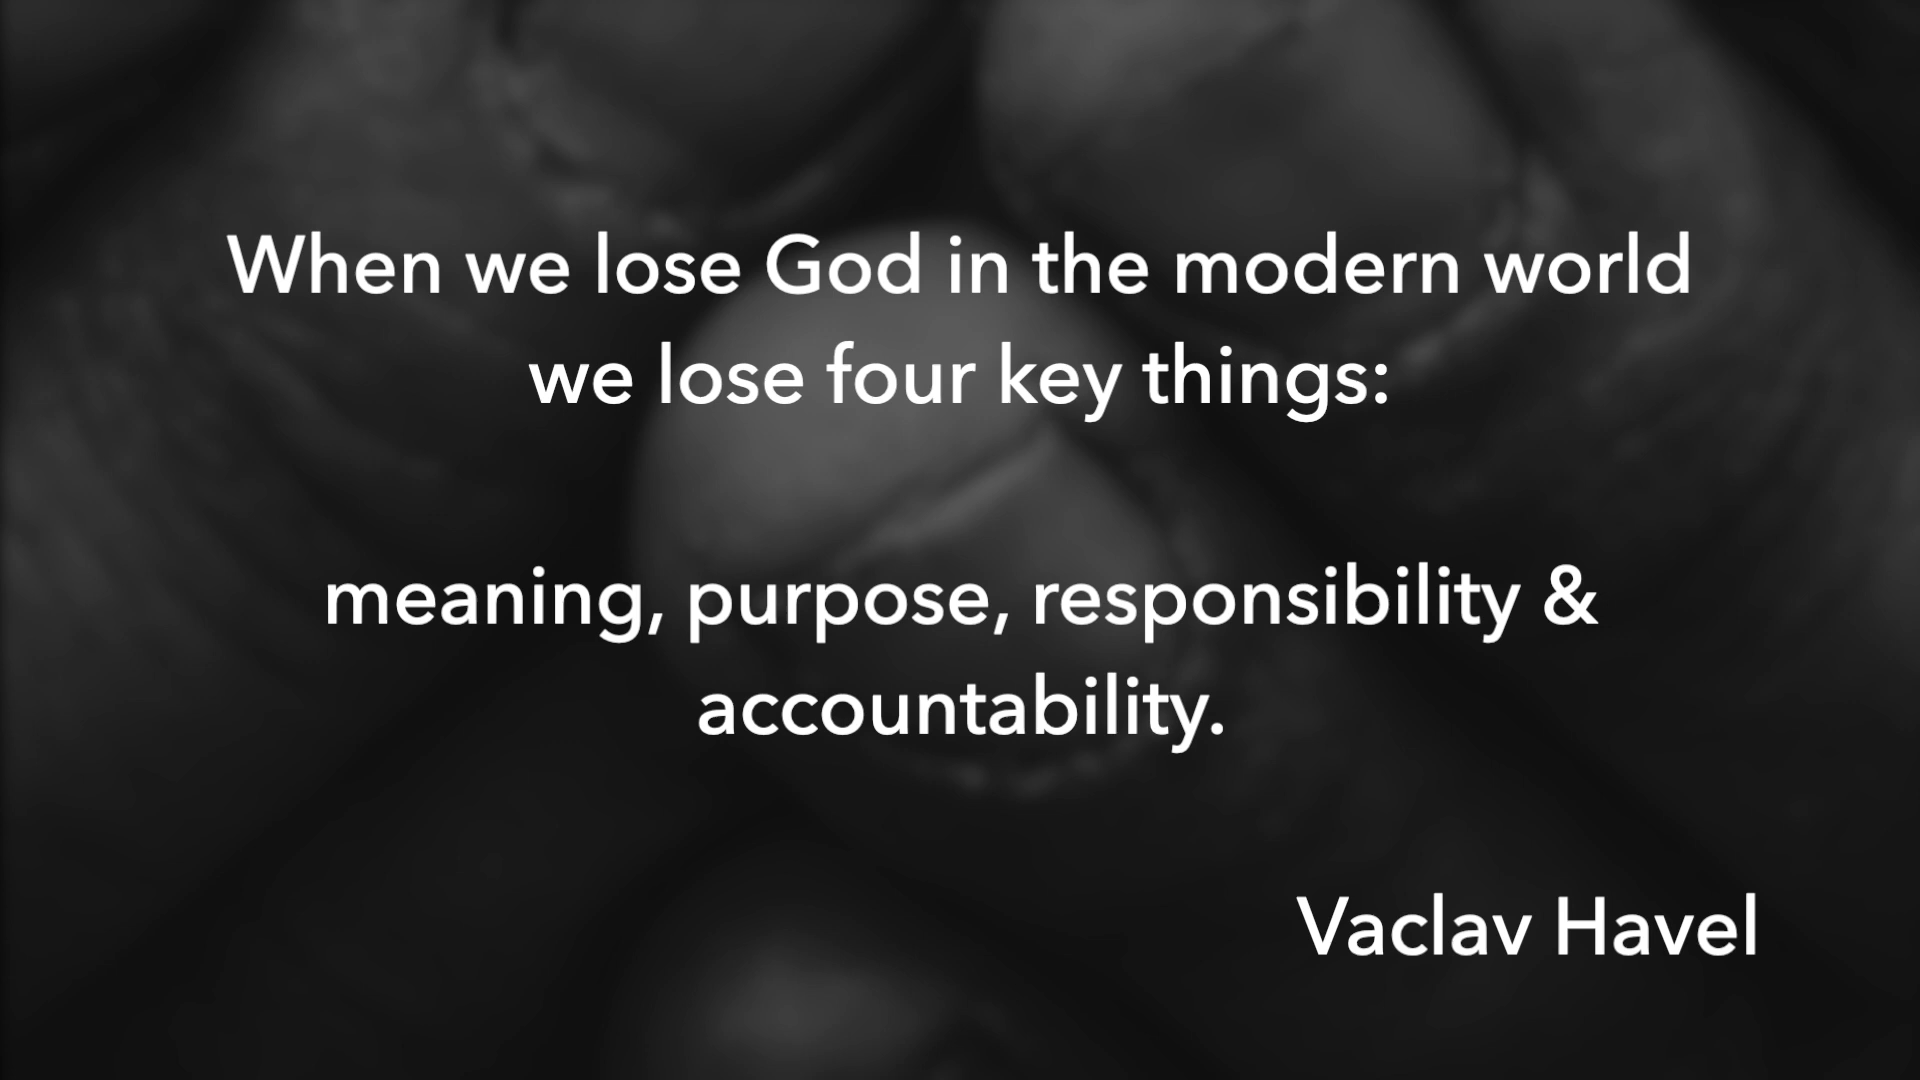 When we lose God in the modern world
we lose four key things:
meaning, purpose, responsibility &
accountability.
Vaclav Havel